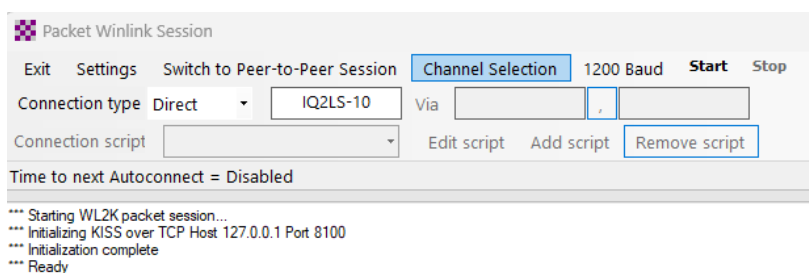 Packet Winlink Session
Exit Settings Switch to Peer-to-Peer Session Channel Selection 1200 Baud Start Stop
Connection type Direct IQ2LS-10 Via ,
Connection script Edit script Add script Remove script
Time to next Autoconnect = Disabled
*** Starting WL2K packet session...
*** Initializing KISS over TCP Host 127.0.0.1 Port 8100
*** Initialization complete
*** Ready